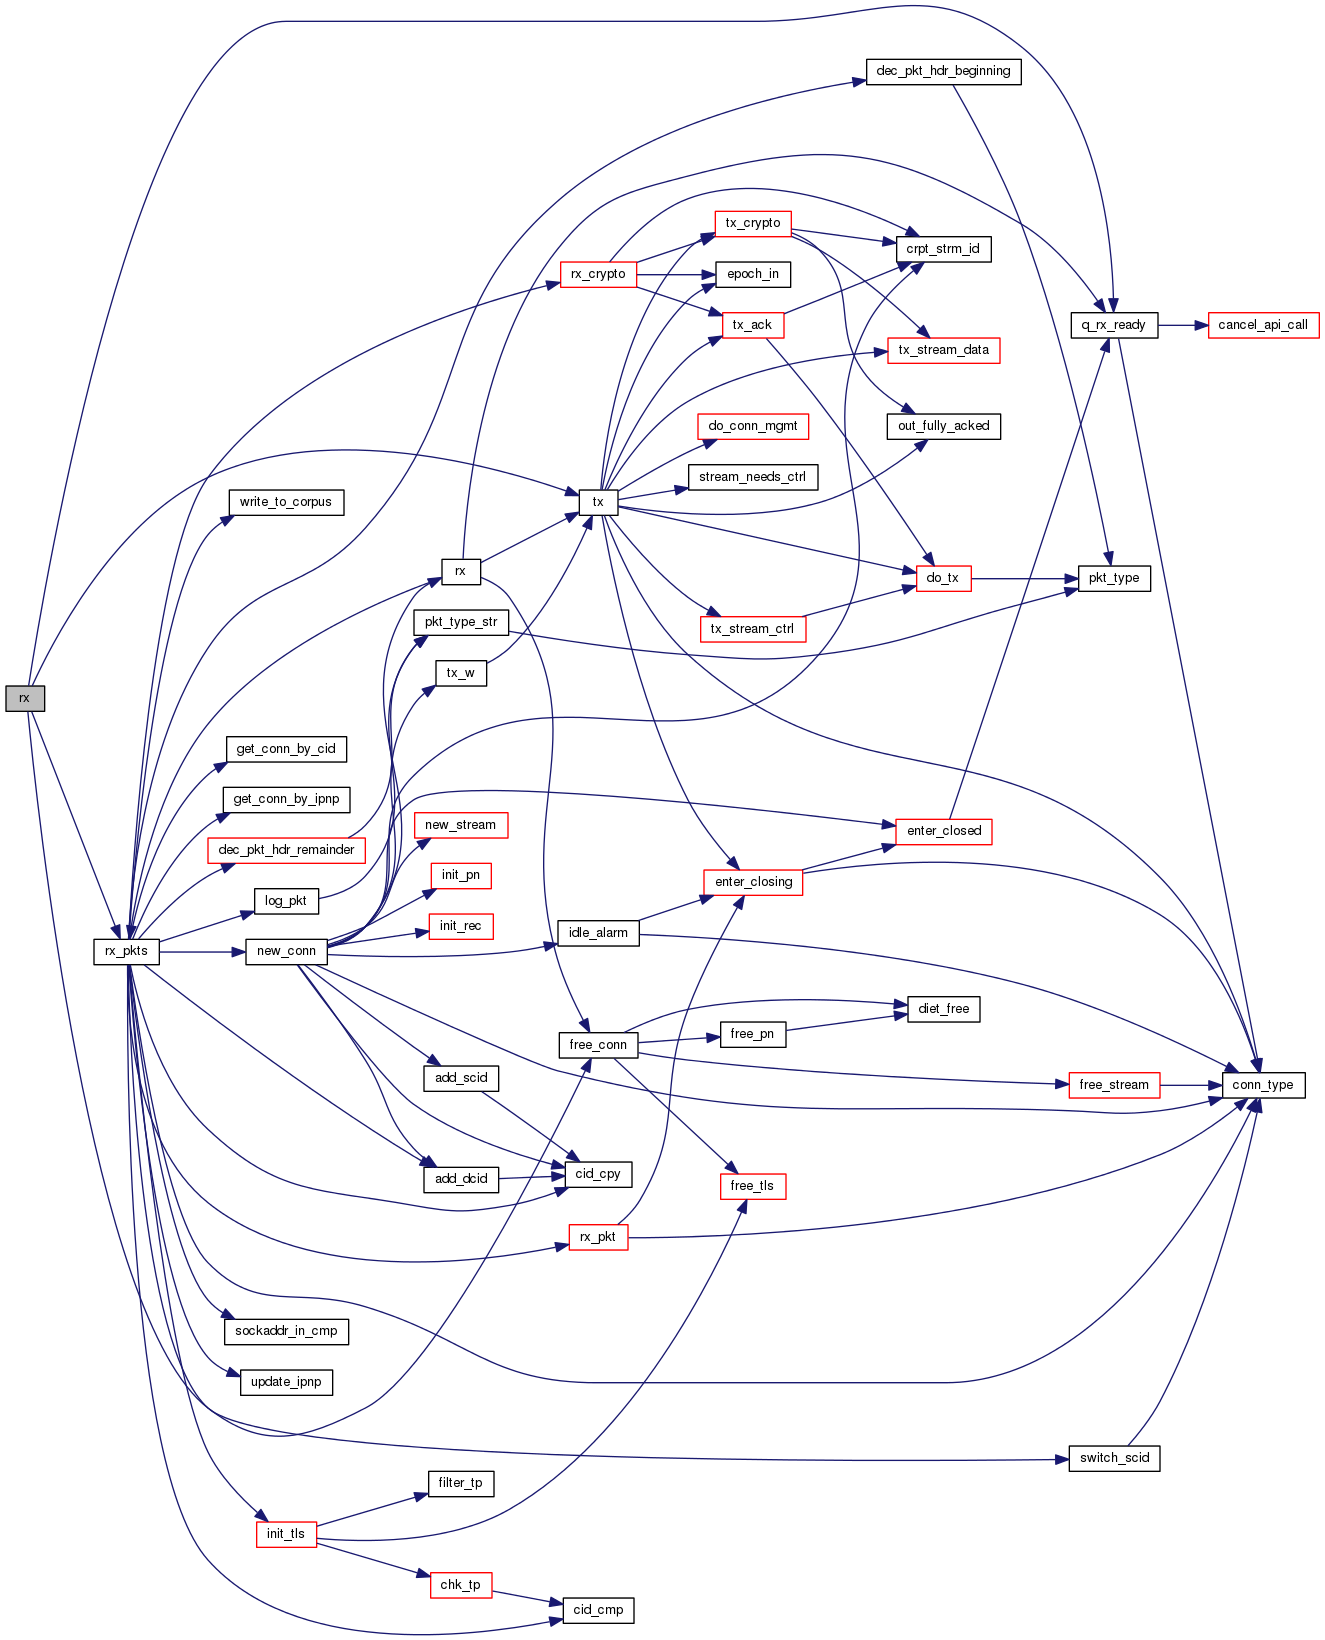 dec_pkt_hdr_beginning
tx_crypto
crpt_strm_id
rx_crypto
epoch_in
tx_ack
q_rx_ready
cancel_api_call
tx_stream_data
do_conn_mgmt
out_fully_acked
stream_needs_ctrl
write_to_corpus
tx
rx
do_tx
pkt_type
pkt_type_str
tx_stream_ctrl
tx_w
rx
get_conn_by_cid
get_conn_by_ipnp
new_stream
enter_closed
dec_pkt_hdr_remainder
init_pn
enter_closing
log_pkt
init_rec
idle_alarm
rx_pkts
new_conn
diet_free
free_conn
free_pn
add_scid
free_stream
conn_type
add_dcid
cid_cpy
free_tls
rx_pkt
sockaddr_in_cmp
update_ipnp
switch_scid
filter_tp
init_tls
chk_tp
cid_cmp